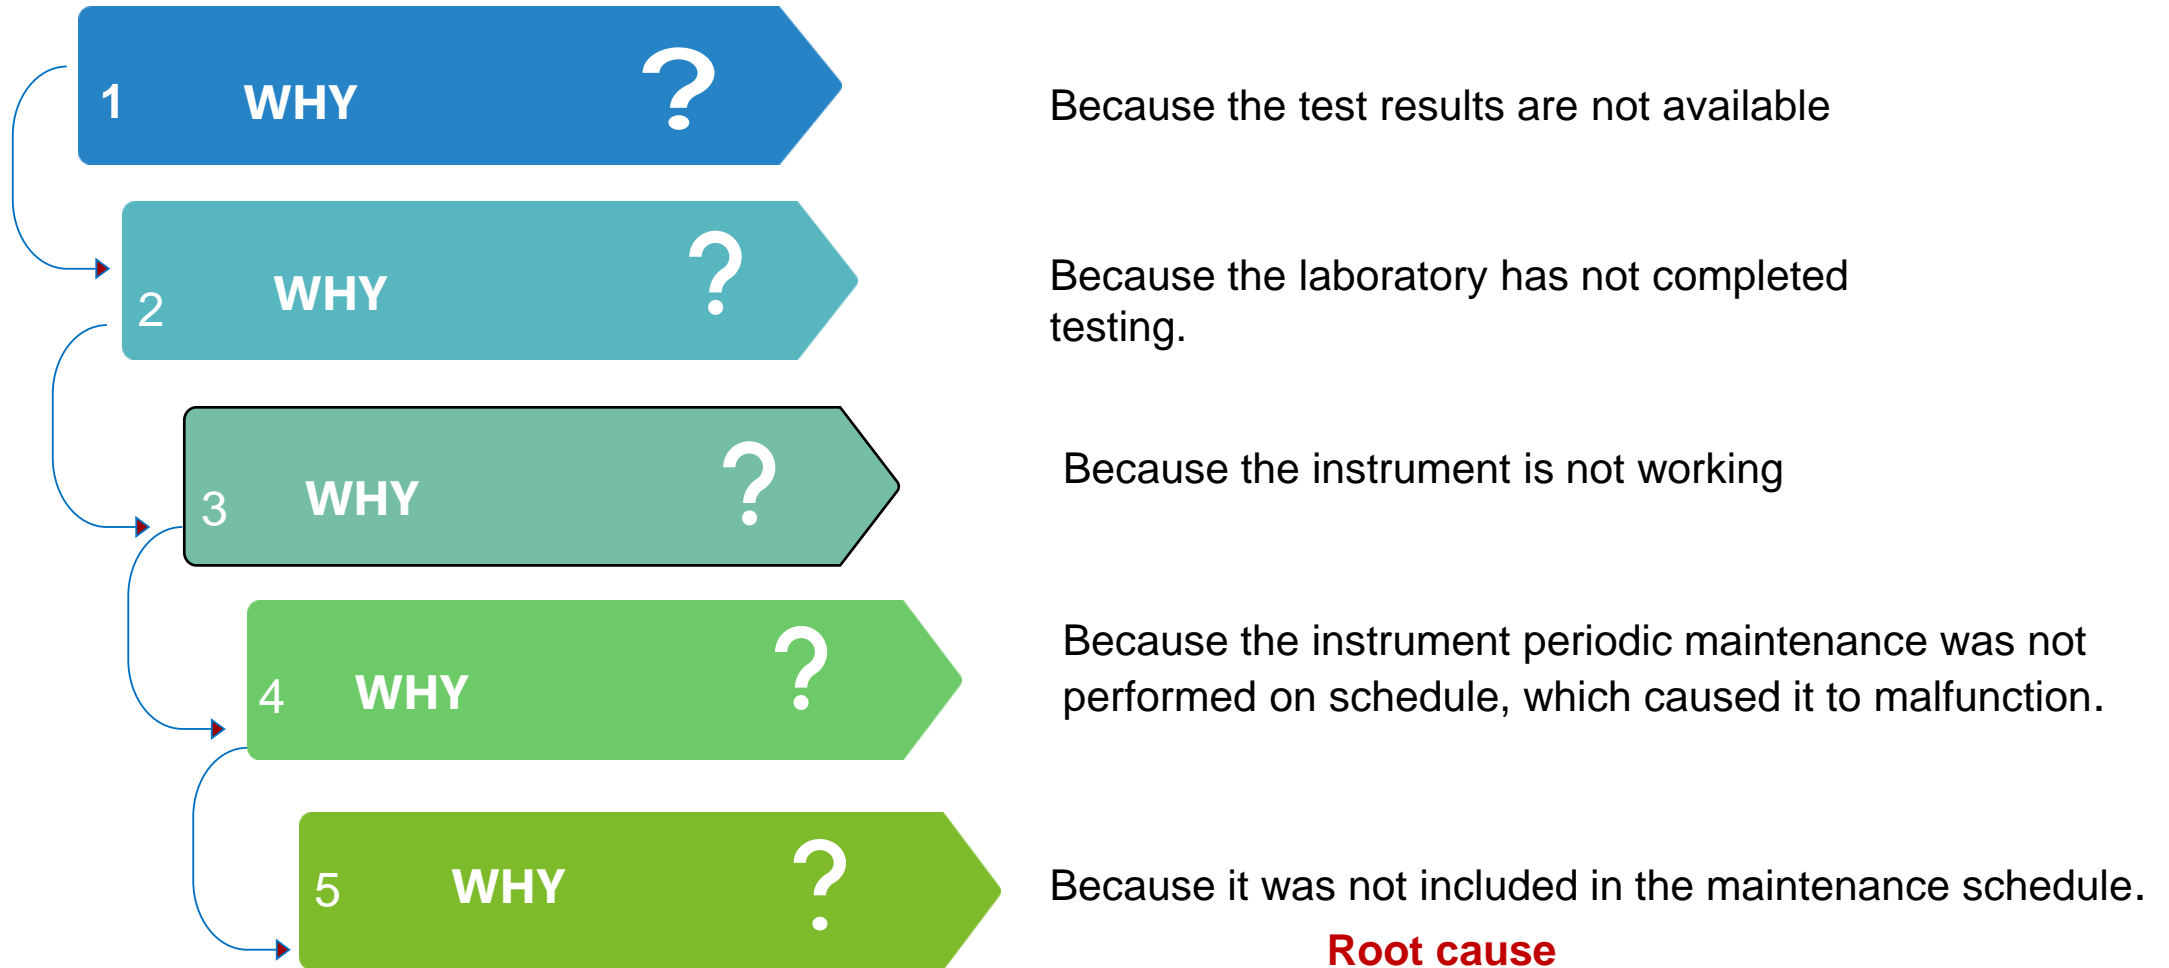 1 WHY ? Because the test results are not available
2 WHY ? Because the laboratory has not completed
testing.
3 WHY ? Because the instrument is not working
4 WHY ? Because the instrument periodic maintenance was not
performed on schedule, which caused it to malfunction.
5 WHY ? Because it was not included in the maintenance schedule.
Root cause